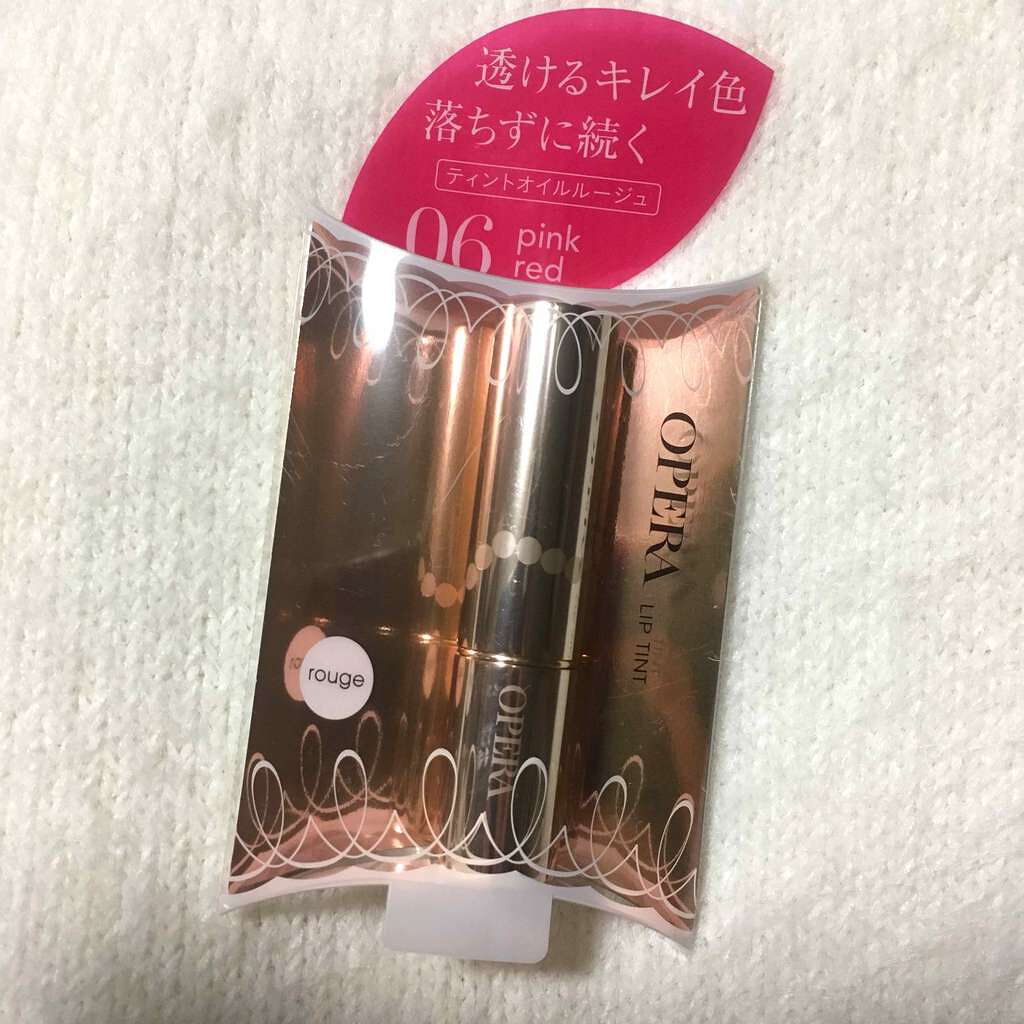 透けるキレイ色
落ちずに続く
ティントオイルルージュ
06 pink
red
OPERA LIP TINT
rouge
OPERA